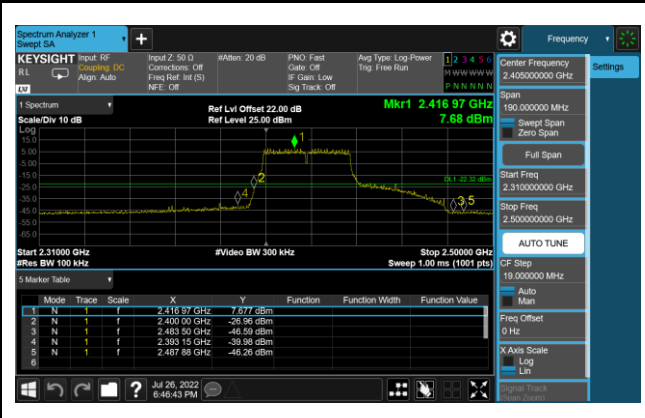 Spectrum Analyzer 1
Swept SA
Frequency
KEYSIGHT
RL
LXI
Input: RF
Coupling: DC
Align: Auto
Input Z: 50 Ω
Corrections: Off
Freq Ref: Int (S)
NFE: Off
#Atten: 20 dB
PNO: Fast
Gate: Off
IF Gain: Low
Sig Track: Off
Avg Type: Log-Power
Trig: Free Run
1 2 3 4 5 6
M W W W W W
P N N N N N
1 Spectrum
Scale/Div 10 dB
Log
Ref Lvl Offset 22.00 dB
Ref Level 25.00 dBm
Mkr1 2.416 97 GHz
7.68 dBm
15.0
5.00
-5.00
-15.0
-25.0
-35.0
-45.0
-55.0
-65.0
1
2
4
3
5
DL1 -22.32 dBm
Start 2.31000 GHz
#Res BW 100 kHz
#Video BW 300 kHz
Stop 2.50000 GHz
Sweep 1.00 ms (1001 pts)
5 Marker Table
Mode Trace Scale X Y Function Function Width Function Value
1 N 1 f 2.416 97 GHz 7.677 dBm
2 N 1 f 2.400 00 GHz -26.96 dBm
3 N 1 f 2.483 50 GHz -46.59 dBm
4 N 1 f 2.393 15 GHz -39.98 dBm
5 N 1 f 2.487 88 GHz -46.26 dBm
6
Jul 26, 2022
6:46:43 PM
Center Frequency
2.405000000 GHz
Settings
Span
190.000000 MHz
Swept Span
Zero Span
Full Span
Start Freq
2.310000000 GHz
Stop Freq
2.500000000 GHz
AUTO TUNE
CF Step
19.000000 MHz
Auto
Man
Freq Offset
0 Hz
X Axis Scale
Log
Lin
Signal Track
(Span Zoom)